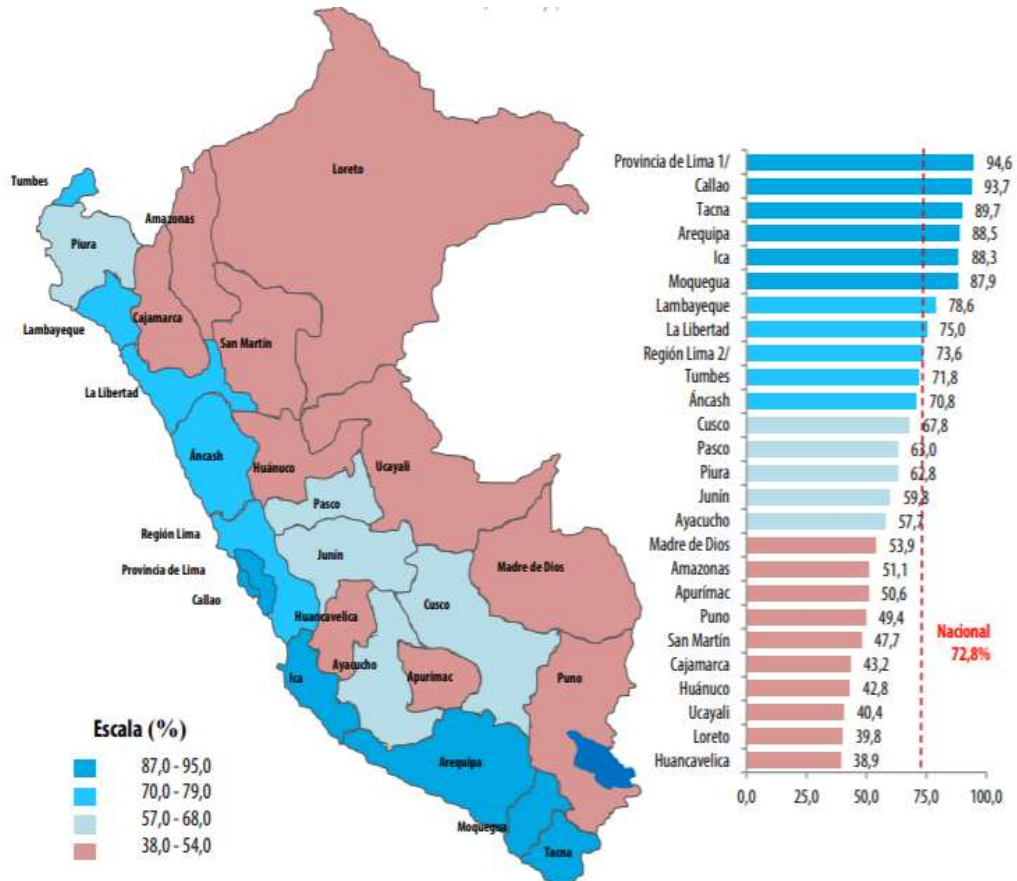 Loreto
Tumbes
Amazonas
Piura
Cajamarca
Lambayeque
San Martín
La Libertad
Áncash
Huánuco
Ucayali
Pasco
Región Lima
Junín
Provincia de Lima
Madre de Dios
Callao
Cusco
Huancavelica
Ayacucho
Ica
Apurímac
Puno
Arequipa
Moquegua
Tacna
Escala (%)
87,0 - 95,0
70,0 - 79,0
57,0 - 68,0
38,0 - 54,0
Provincia de Lima 1/ 94,6
Callao 93,7
Tacna 89,7
Arequipa 88,5
Ica 88,3
Moquegua 87,9
Lambayeque 78,6
La Libertad 75,0
Región Lima 2/ 73,6
Tumbes 71,8
Áncash 70,8
Cusco 67,8
Pasco 63,0
Piura 62,8
Junín 59,8
Ayacucho 57,7
Madre de Dios 53,9
Amazonas 51,1
Apurímac 50,6
Puno 49,4
San Martín 47,7
Cajamarca 43,2
Huánuco 42,8
Ucayali 40,4
Loreto 39,8
Huancavelica 38,9
Nacional
72,8%
0,0 25,0 50,0 75,0 100,0